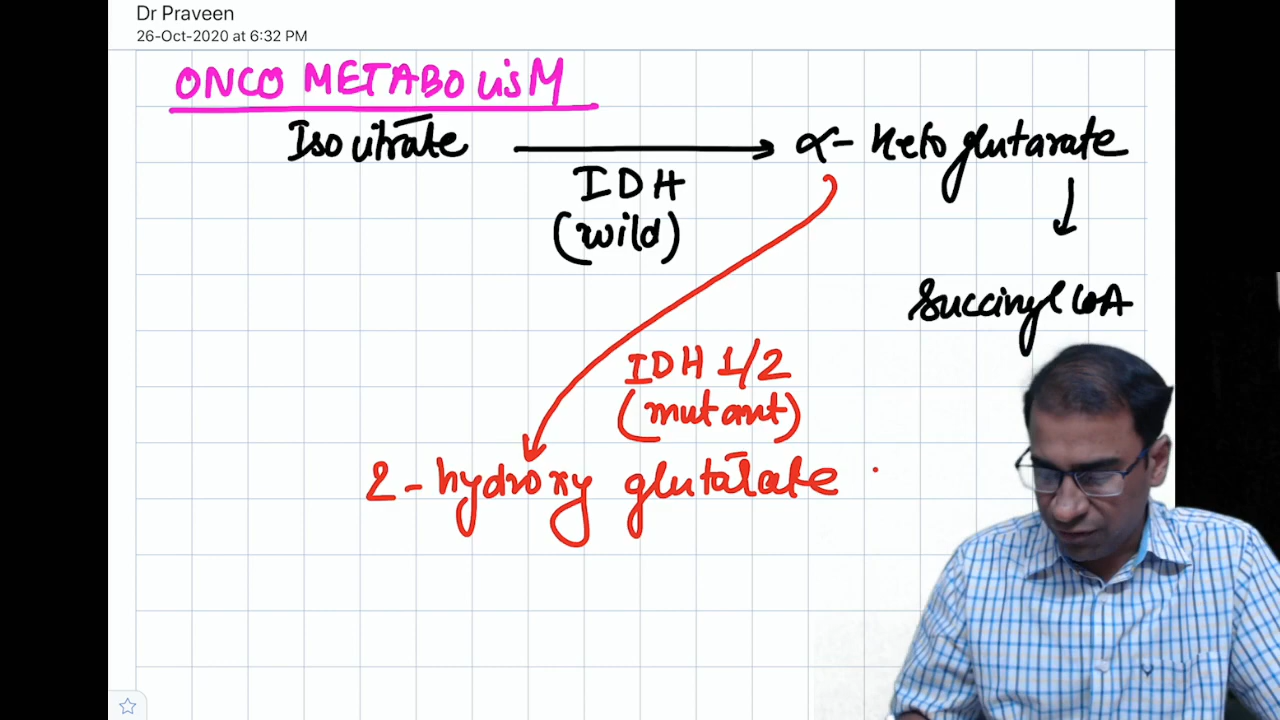 Dr Praveen
26-Oct-2020 at 6:32 PM
ONCO METABOLISM
Isocitrate → α- Ketoglutarate
IDH
(wild)
↓
Succinyl CoA
IDH 1/2
(mutant)
2-hydroxy glutarate